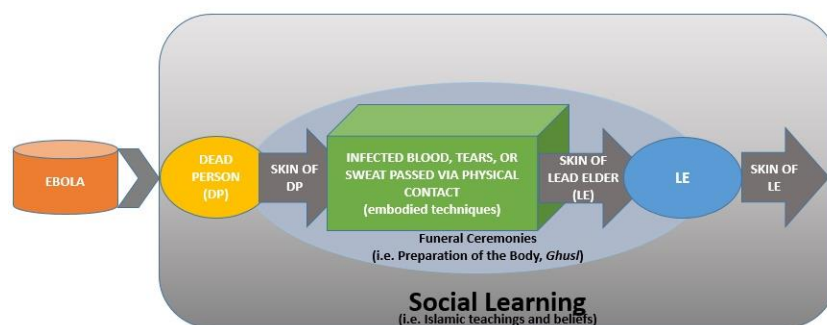 EBOLA
DEAD
PERSON
(DP)
SKIN OF
DP
INFECTED BLOOD, TEARS, OR
SWEAT PASSED VIA PHYSICAL
CONTACT
(embodied techniques)
SKIN OF
LEAD ELDER
(LE)
LE
SKIN OF
LE
Funeral Ceremonies
(i.e. Preparation of the Body, Ghusl)
Social Learning
(i.e. Islamic teachings and beliefs)